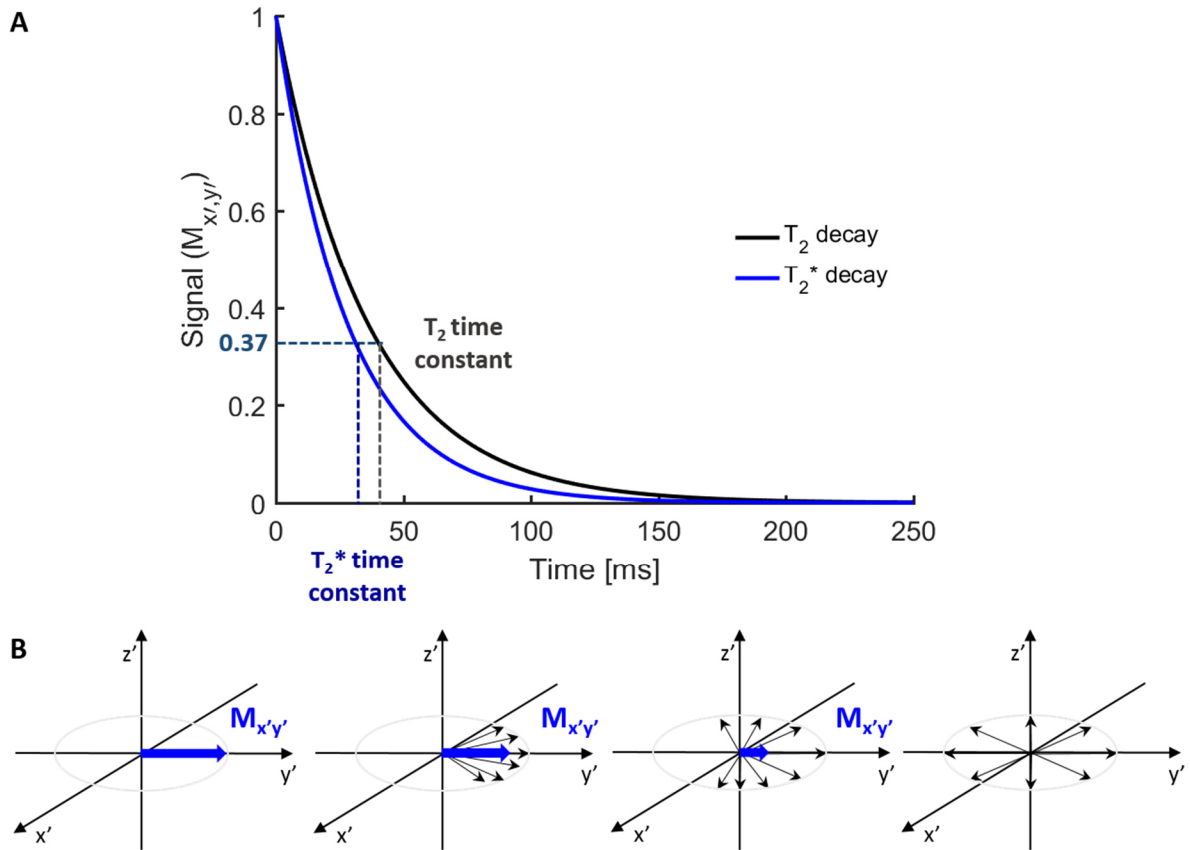 A
1
0.8
0.6
0.4
0.37
0.2
0
Signal (Mx′,y′)
T2 decay
T2* decay
T2 time
constant
0 50 100 150 200 250
T2* time
constant
Time [ms]
B
z’ z’ z’ z’
Mx’y’ Mx’y’ Mx’y’
y’ y’ y’ y’
x’ x’ x’ x’